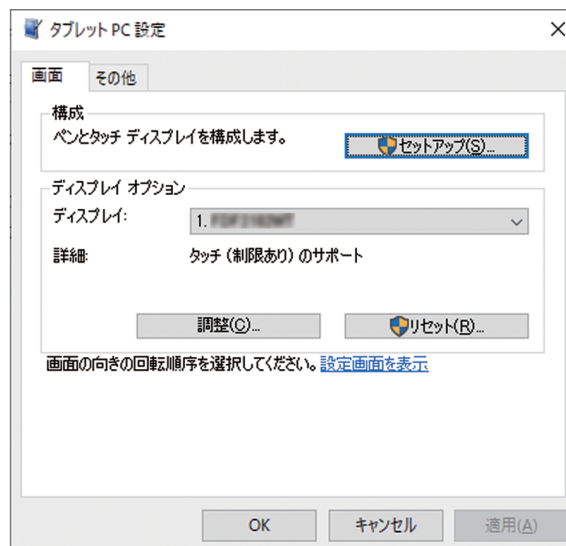 タブレット PC 設定
画面
その他
構成
ペンとタッチ ディスプレイを構成します。
セットアップ(S)...
ディスプレイ オプション
ディスプレイ:
1.
詳細:
タッチ (制限あり) のサポート
調整(C)...
リセット(R)...
画面の向きの回転順序を選択してください。設定画面を表示
OK
キャンセル
適用(A)